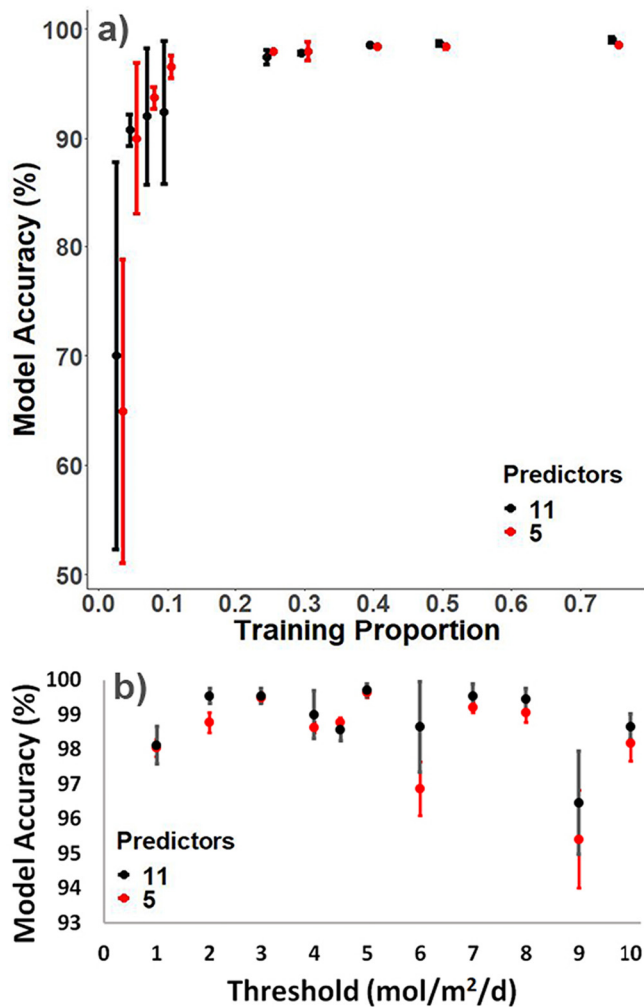 a)
Model Accuracy (%)
100
90
80
70
60
50
Predictors
11
5
0.0 0.1 0.2 0.3 0.4 0.5 0.6 0.7
Training Proportion
b)
Model Accuracy (%)
100
99
98
97
96
95
94
93
Predictors
11
5
0 1 2 3 4 5 6 7 8 9 10
Threshold (mol/m²/d)